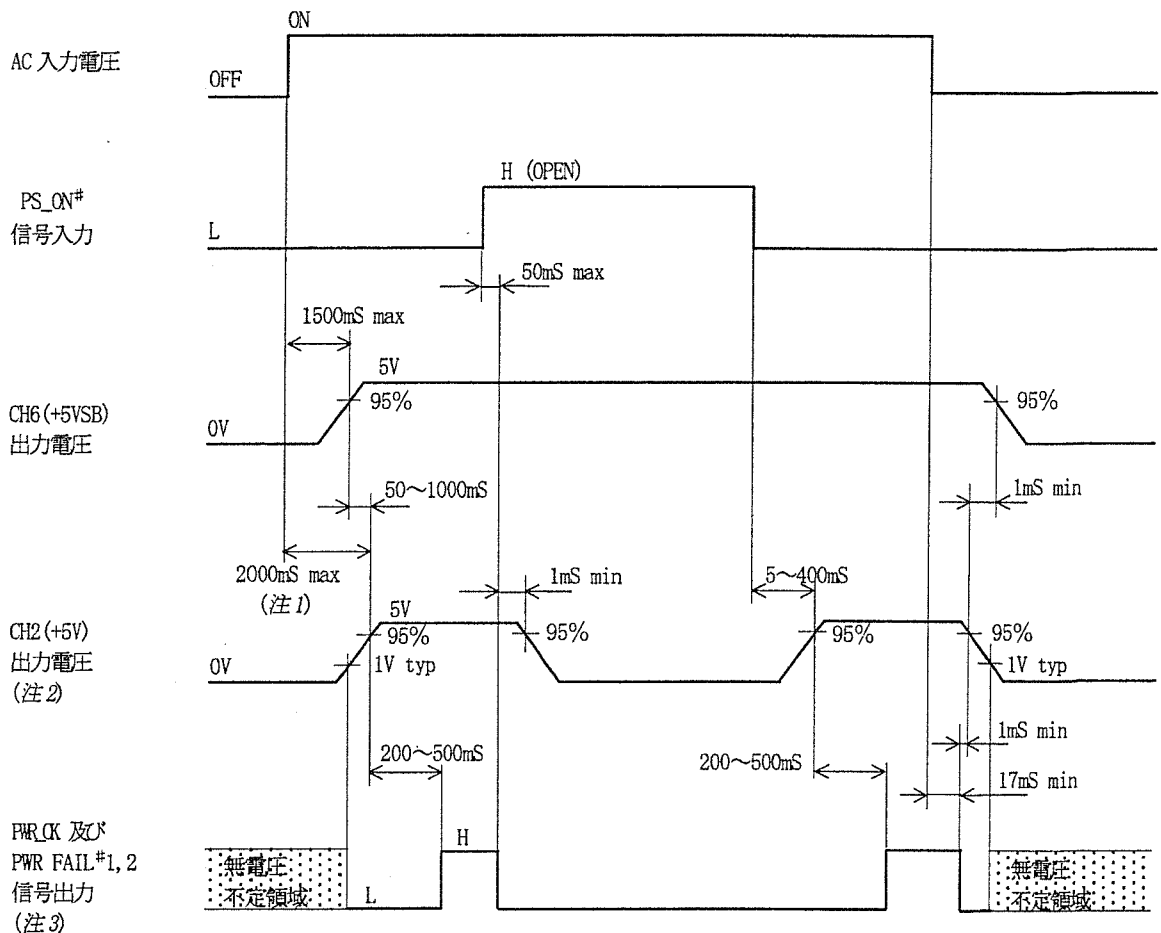 ON
AC 入力電圧
OFF
H (OPEN)
PS_ON#
信号入力
L
50mS max
1500mS max
5V
95%
95%
CH6(+5VSB)
出力電圧
0V
50～1000mS
1mS min
2000mS max
(注1)
1mS min
5～400mS
5V
CH2(+5V)
出力電圧
(注2)
0V
95%
1V typ
95%
95%
95%
1V typ
1mS min
200～500mS
200～500mS
17mS min
PWR_OK 及び
PWR FAIL#1,2
信号出力
(注3)
H
無電圧
不定領域
L
無電圧
不定領域